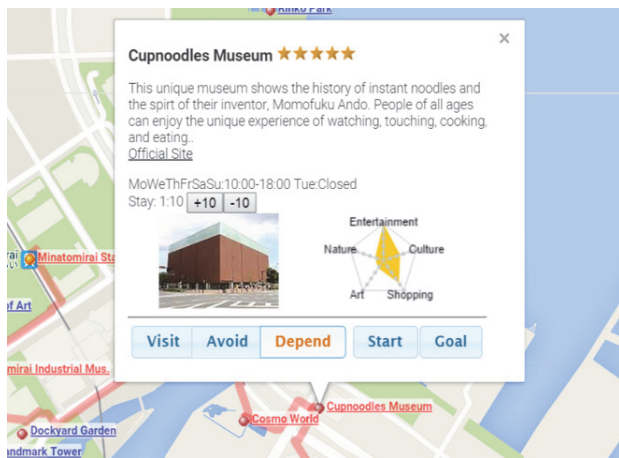 Rinko Park
×
Cupnoodles Museum
This unique museum shows the history of instant noodles and
the spirt of their inventor, Momofuku Ando. People of all ages
can enjoy the unique experience of watching, touching, cooking,
and eating..
Official Site
MoWeThFrSaSu:10:00-18:00 Tue:Closed
Stay: 1:10 +10 -10
Entertainment
Nature Culture
Art Shopping
Visit Avoid Depend Start Goal
rai Minatomirai Sta
of Art
mirai Industrial Mus.
Cupnoodles Museum
Cosmo World
Dockyard Garden
andmark Tower